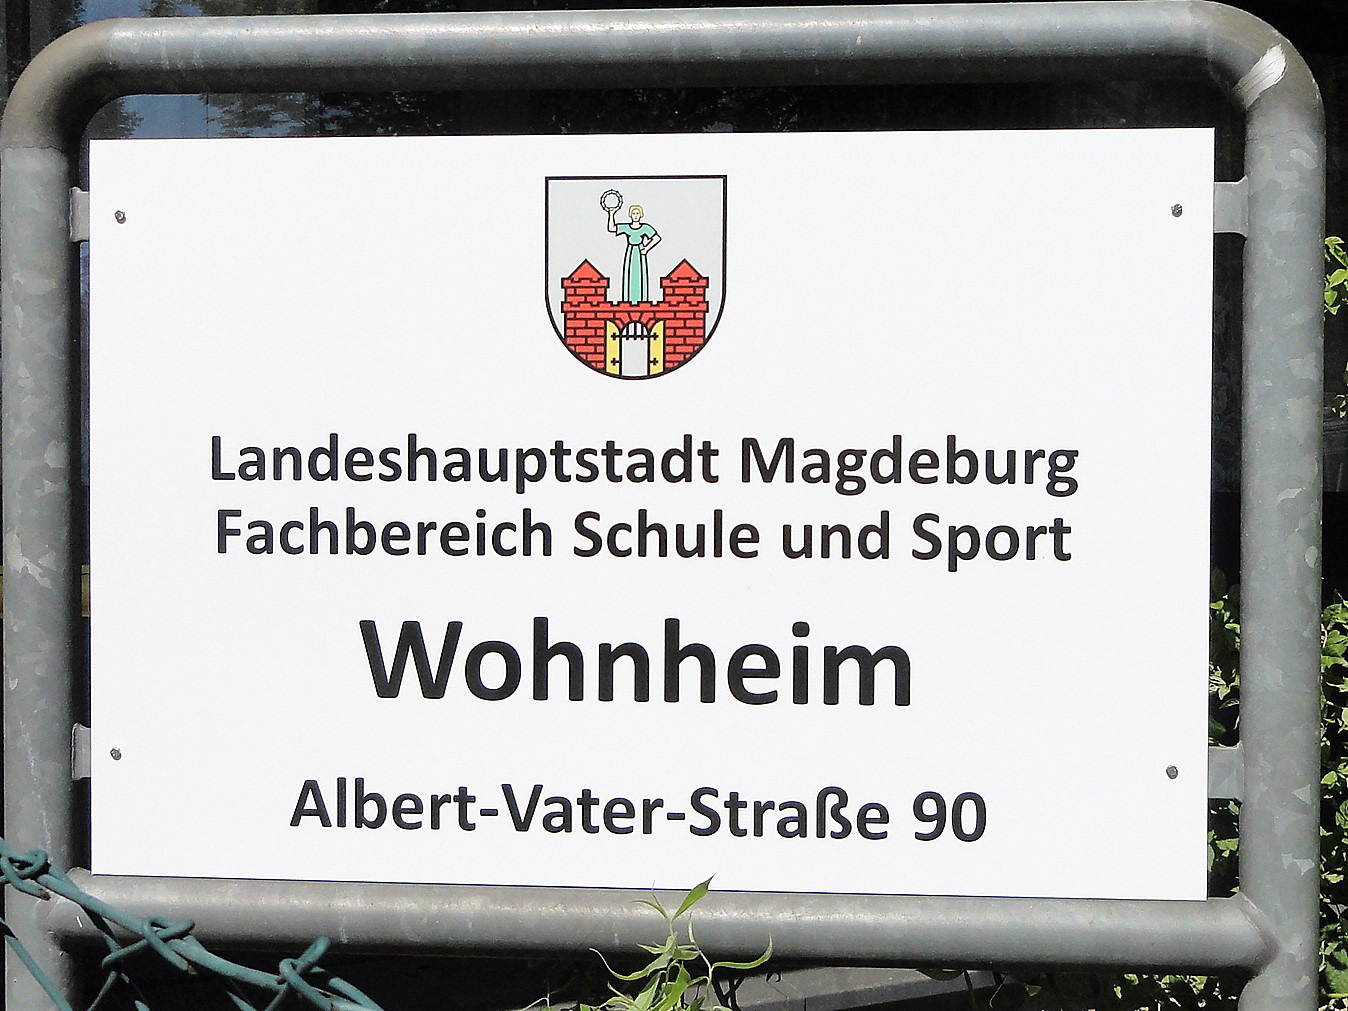 Landeshauptstadt Magdeburg
Fachbereich Schule und Sport
Wohnheim
Albert-Vater-Straße 90